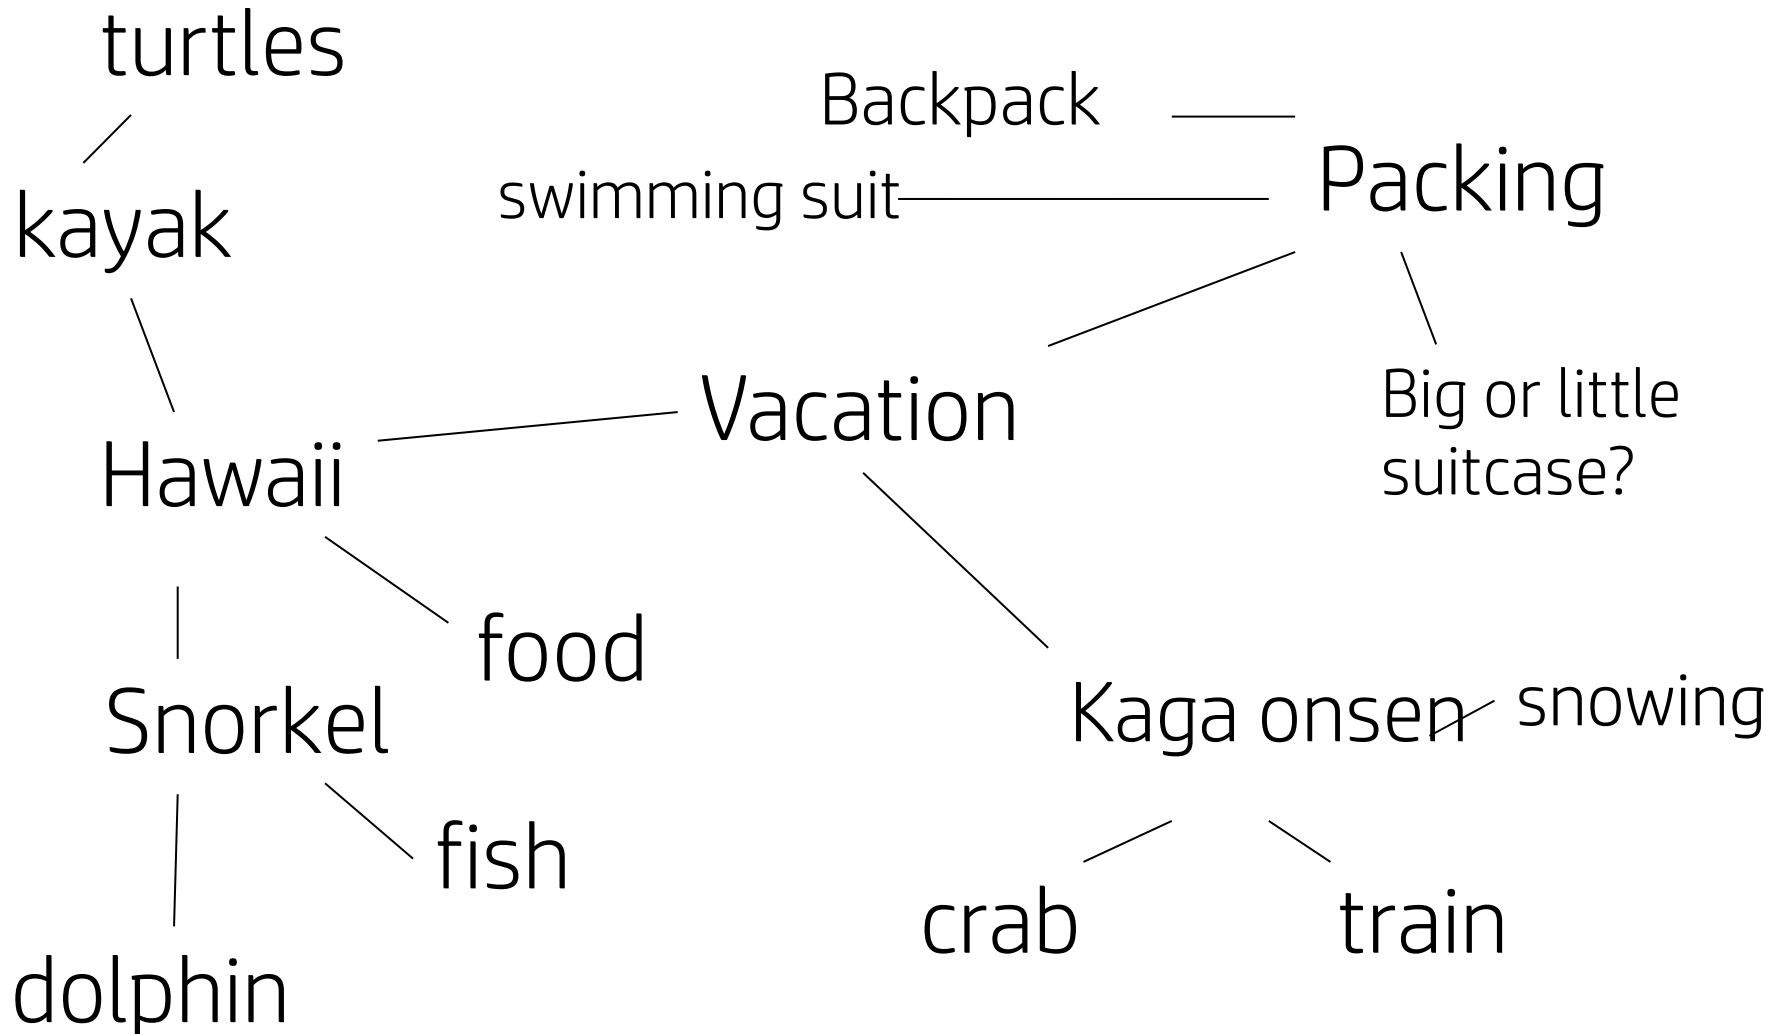 turtles
Backpack
Packing
swimming suit
kayak
Vacation
Big or little
suitcase?
Hawaii
food
Snorkel
Kaga onsen
snowing
fish
crab
train
dolphin